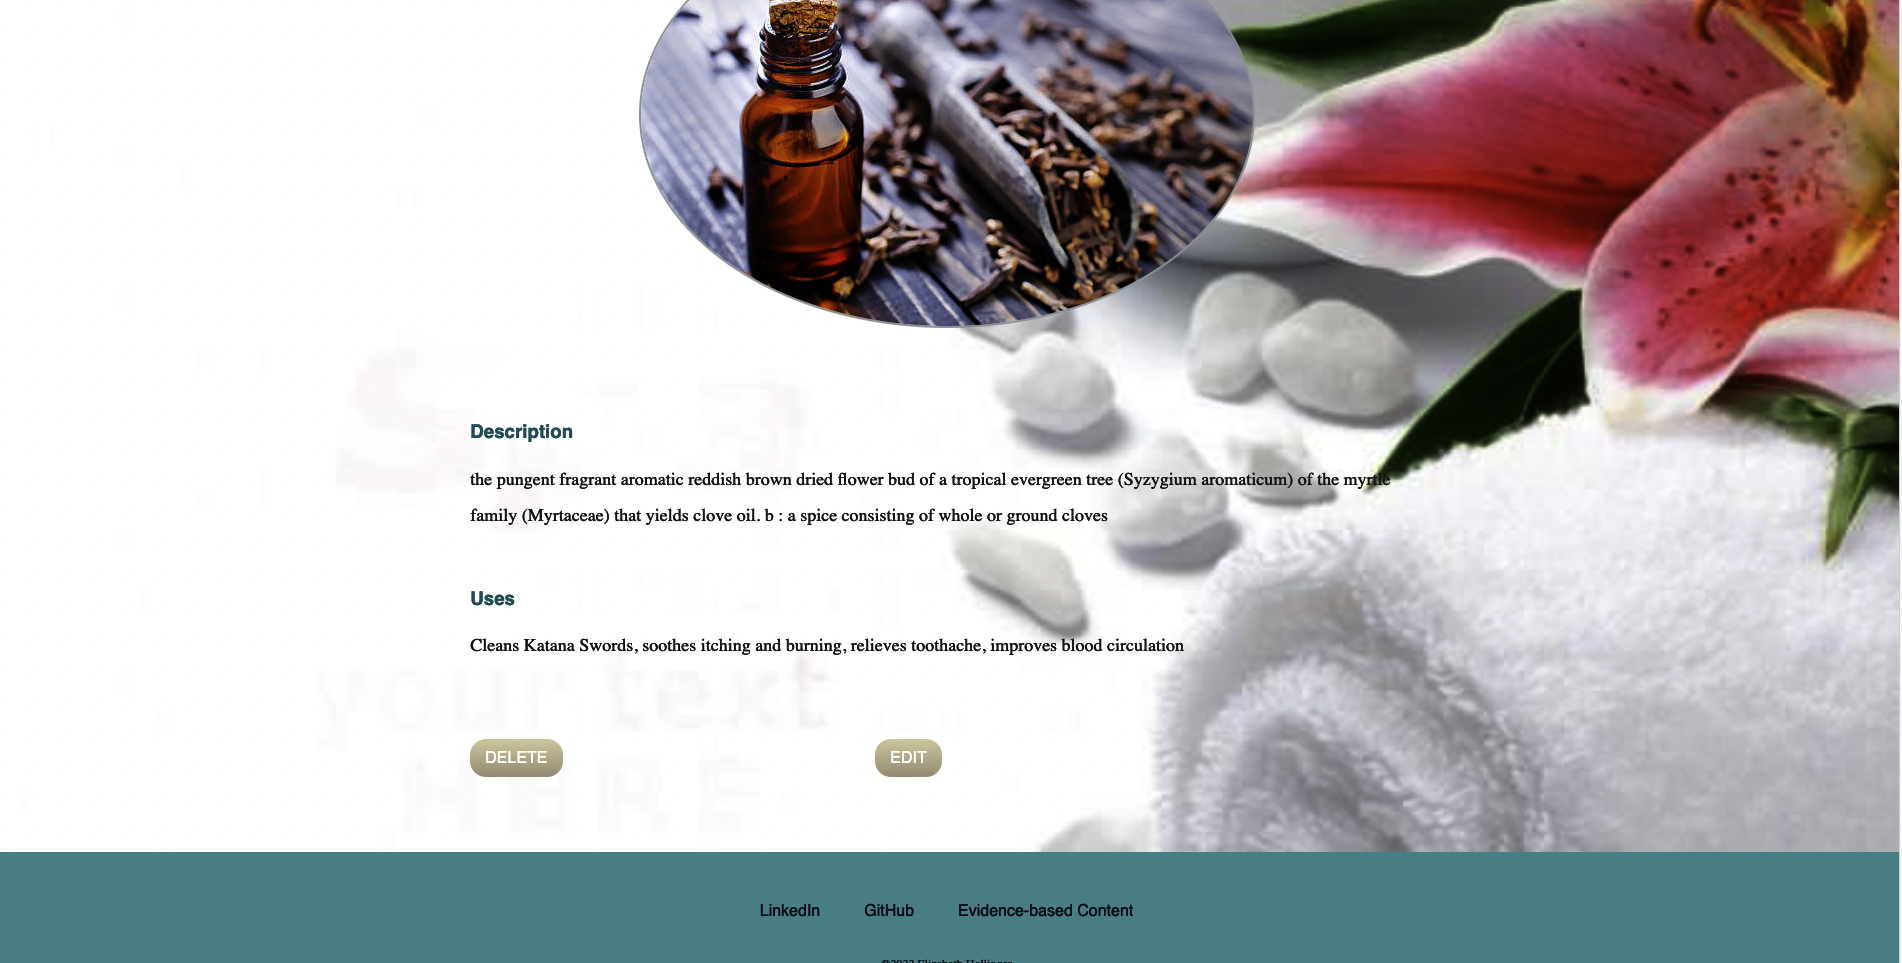 Description
the pungent fragrant aromatic reddish brown dried flower bud of a tropical evergreen tree (Syzygium aromaticum) of the myrtle
family (Myrtaceae) that yields clove oil. b : a spice consisting of whole or ground cloves
Uses
Cleans Katana Swords, soothes itching and burning, relieves toothache, improves blood circulation
your text
HERE
DELETE EDIT
LinkedIn GitHub Evidence-based Content